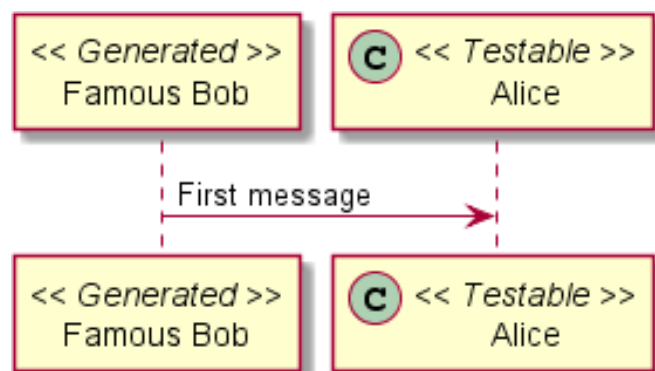 << Generated >>
Famous Bob
C << Testable >>
Alice
First message
<< Generated >>
Famous Bob
C << Testable >>
Alice